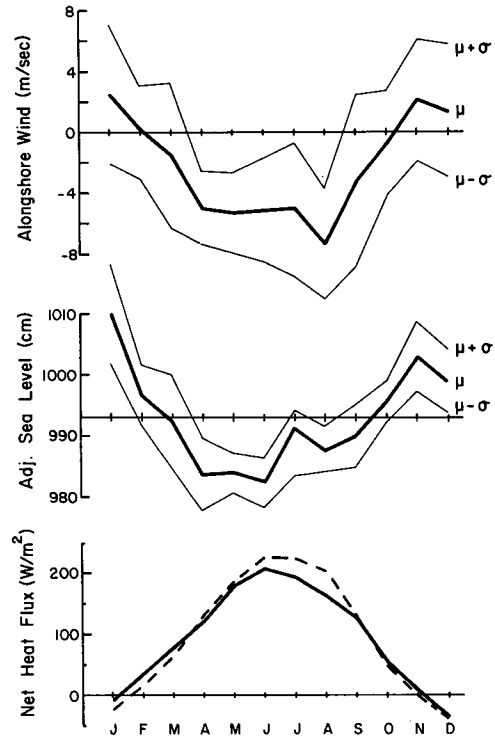 Alongshore Wind (m/sec)
8
4
0
-4
-8
μ+σ
μ
μ-σ
Adj. Sea Level (cm)
1010
1000
990
980
μ+σ
μ
μ-σ
Net Heat Flux (W/m²)
200
100
0
J F M A M J J A S O N D